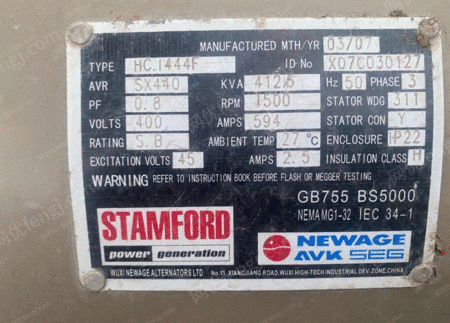 MANUFACTURED MTH/YR 03/07
TYPE HCI444F ID No X07C030127
AVR SX440 KVA 412.5 Hz 50 PHASE 3
PF 0.8 RPM 1500 STATOR WDG 311
VOLTS 400 AMPS 594 STATOR CON Y
RATING S.B. AMBIENT TEMP 27°C ENCLOSURE IP22
EXCITATION VOLTS 45 AMPS 2.5 INSULATION CLASS H
WARNING REFER TO INSTRUCTION BOOK BEFORE FLASH OR MEGGER TESTING
GB755 BS5000
NEMA MG1-32 IEC 34-1
STAMFORD
power generation
NEWAGE
AVK SEG
WUXI NEWAGE ALTERNATORS LTD No.11, XIANGJIANG ROAD, WUXI HIGH-TECH INDUSTRIAL DEV. ZONE, CHINA